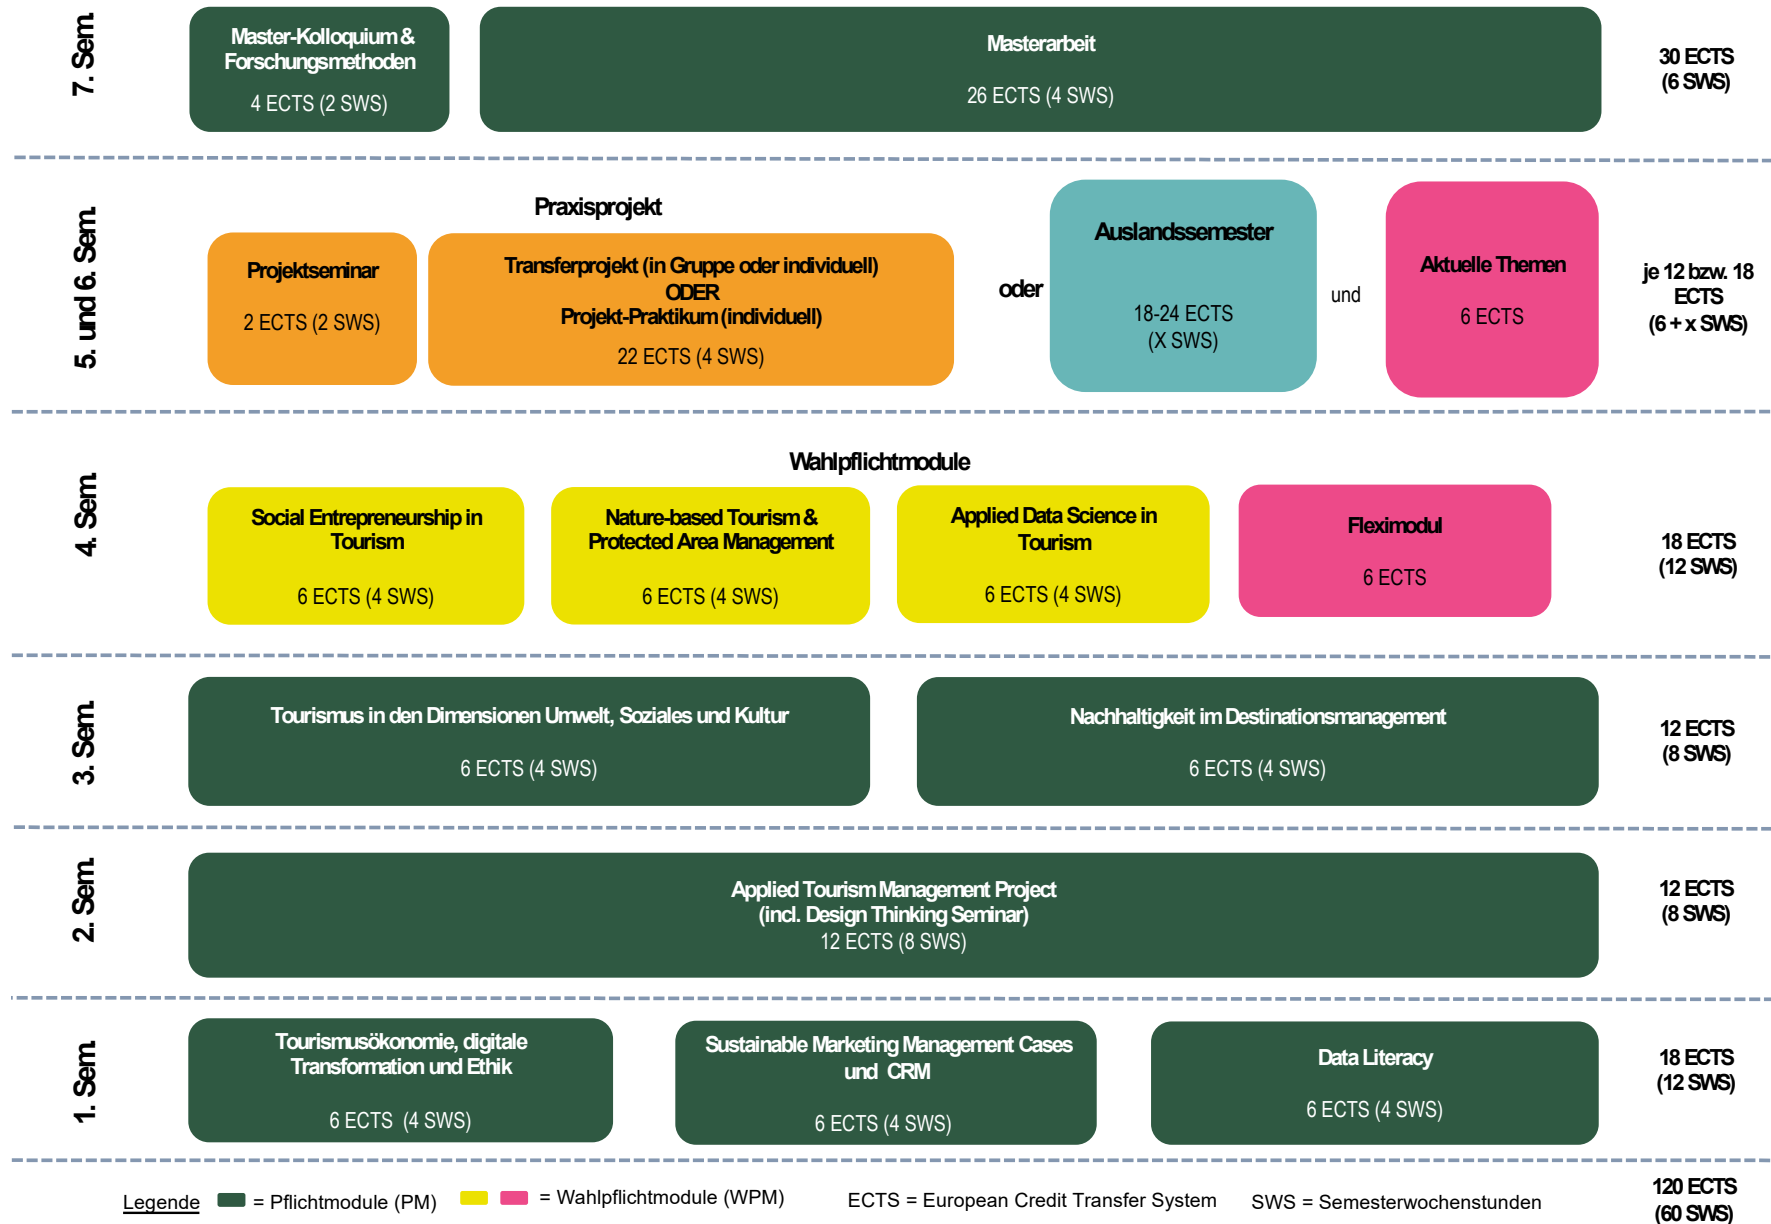 7. Sem.
Master-Kolloquium &
Forschungsmethoden
4 ECTS (2 SWS)
Masterarbeit
26 ECTS (4 SWS)
30 ECTS
(6 SWS)
5. und 6. Sem.
Praxisprojekt
Projektseminar
2 ECTS (2 SWS)
Transferprojekt (in Gruppe oder individuell)
ODER
Projekt-Praktikum (individuell)
22 ECTS (4 SWS)
oder
Auslandssemester
18-24 ECTS
(X SWS)
und
Aktuelle Themen
6 ECTS
je 12 bzw. 18
ECTS
(6 + x SWS)
4. Sem.
Wahlpflichtmodule
Social Entrepreneurship in
Tourism
6 ECTS (4 SWS)
Nature-based Tourism &
Protected Area Management
6 ECTS (4 SWS)
Applied Data Science in
Tourism
6 ECTS (4 SWS)
Fleximodul
6 ECTS
18 ECTS
(12 SWS)
3. Sem.
Tourismus in den Dimensionen Umwelt, Soziales und Kultur
6 ECTS (4 SWS)
Nachhaltigkeit im Destinationsmanagement
6 ECTS (4 SWS)
12 ECTS
(8 SWS)
2. Sem.
Applied Tourism Management Project
(incl. Design Thinking Seminar)
12 ECTS (8 SWS)
12 ECTS
(8 SWS)
1. Sem.
Tourismusökonomie, digitale
Transformation und Ethik
6 ECTS (4 SWS)
Sustainable Marketing Management Cases
und CRM
6 ECTS (4 SWS)
Data Literacy
6 ECTS (4 SWS)
18 ECTS
(12 SWS)
Legende = Pflichtmodule (PM) = Wahlpflichtmodule (WPM) ECTS = European Credit Transfer System SWS = Semesterwochenstunden
120 ECTS
(60 SWS)